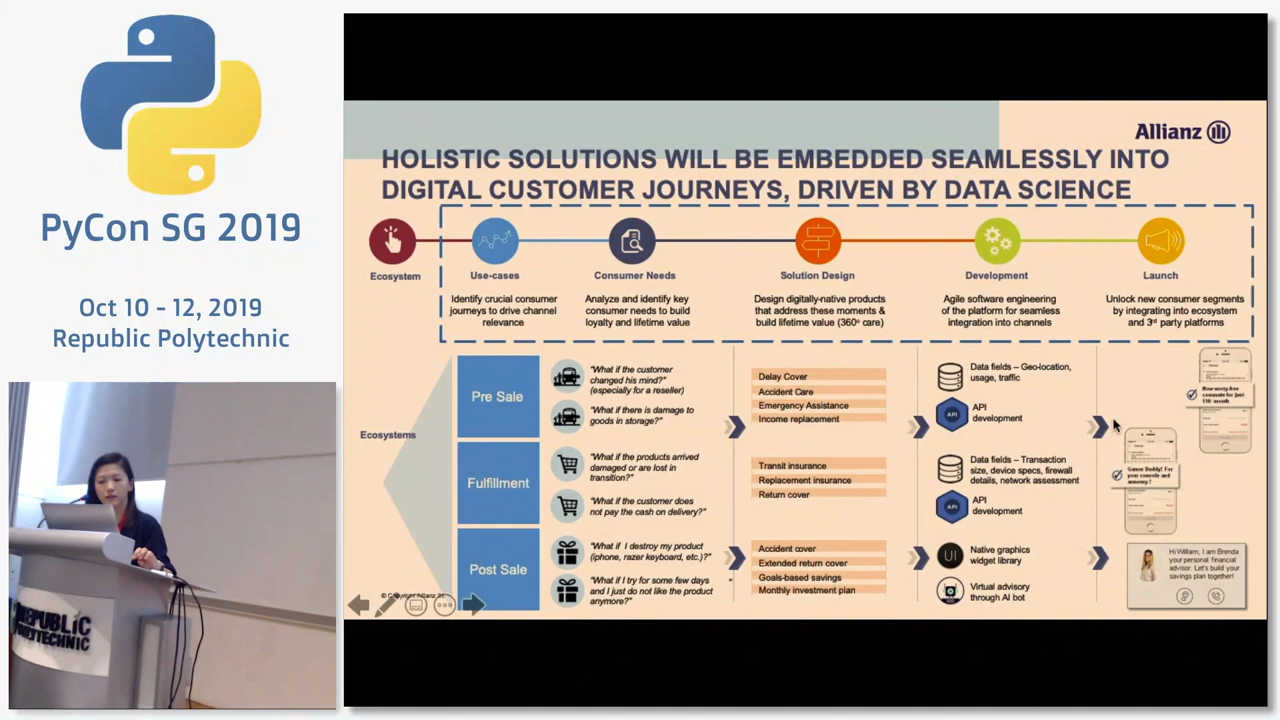 PyCon SG 2019
Oct 10 - 12, 2019
Republic Polytechnic
REPUBLIC
POLYTECHNIC
Allianz
HOLISTIC SOLUTIONS WILL BE EMBEDDED SEAMLESSLY INTO
DIGITAL CUSTOMER JOURNEYS, DRIVEN BY DATA SCIENCE
Ecosystem
Use-cases
Consumer Needs
Solution Design
Development
Launch
Identify crucial consumer
journeys to drive channel
relevance
Analyze and identify key
consumer needs to build
loyalty and lifetime value
Design digitally-native products
that address these moments &
build lifetime value (360° care)
Agile software engineering
of the platform for seamless
integration into channels
Unlock new consumer segments
by integrating into ecosystem
and 3rd party platforms
Ecosystems
Pre Sale
"What if the customer
changed his mind?"
(especially for a reseller)
"What if there is damage to
goods in storage?"
Delay Cover
Accident Care
Emergency Assistance
Income replacement
Data fields – Geo-location,
usage, traffic
API
API
development
Fulfillment
"What if the products arrived
damaged or are lost in
transition?"
"What if the customer does
not pay the cash on delivery?"
Transit insurance
Replacement insurance
Return cover
Data fields – Transaction
size, device specs, firewall
details, network assessment
API
API
development
Post Sale
"What if I destroy my product
(iphone, razer keyboard, etc.)?"
"What if I try for some few days
and I just do not like the product
anymore?"
Accident cover
Extended return cover
Goals-based savings
Monthly investment plan
UI
Native graphics
widget library
Virtual advisory
through AI bot
Hi William, I am Brenda
your personal financial
advisor. Let's build your
savings plan together!
© Copyright Allianz